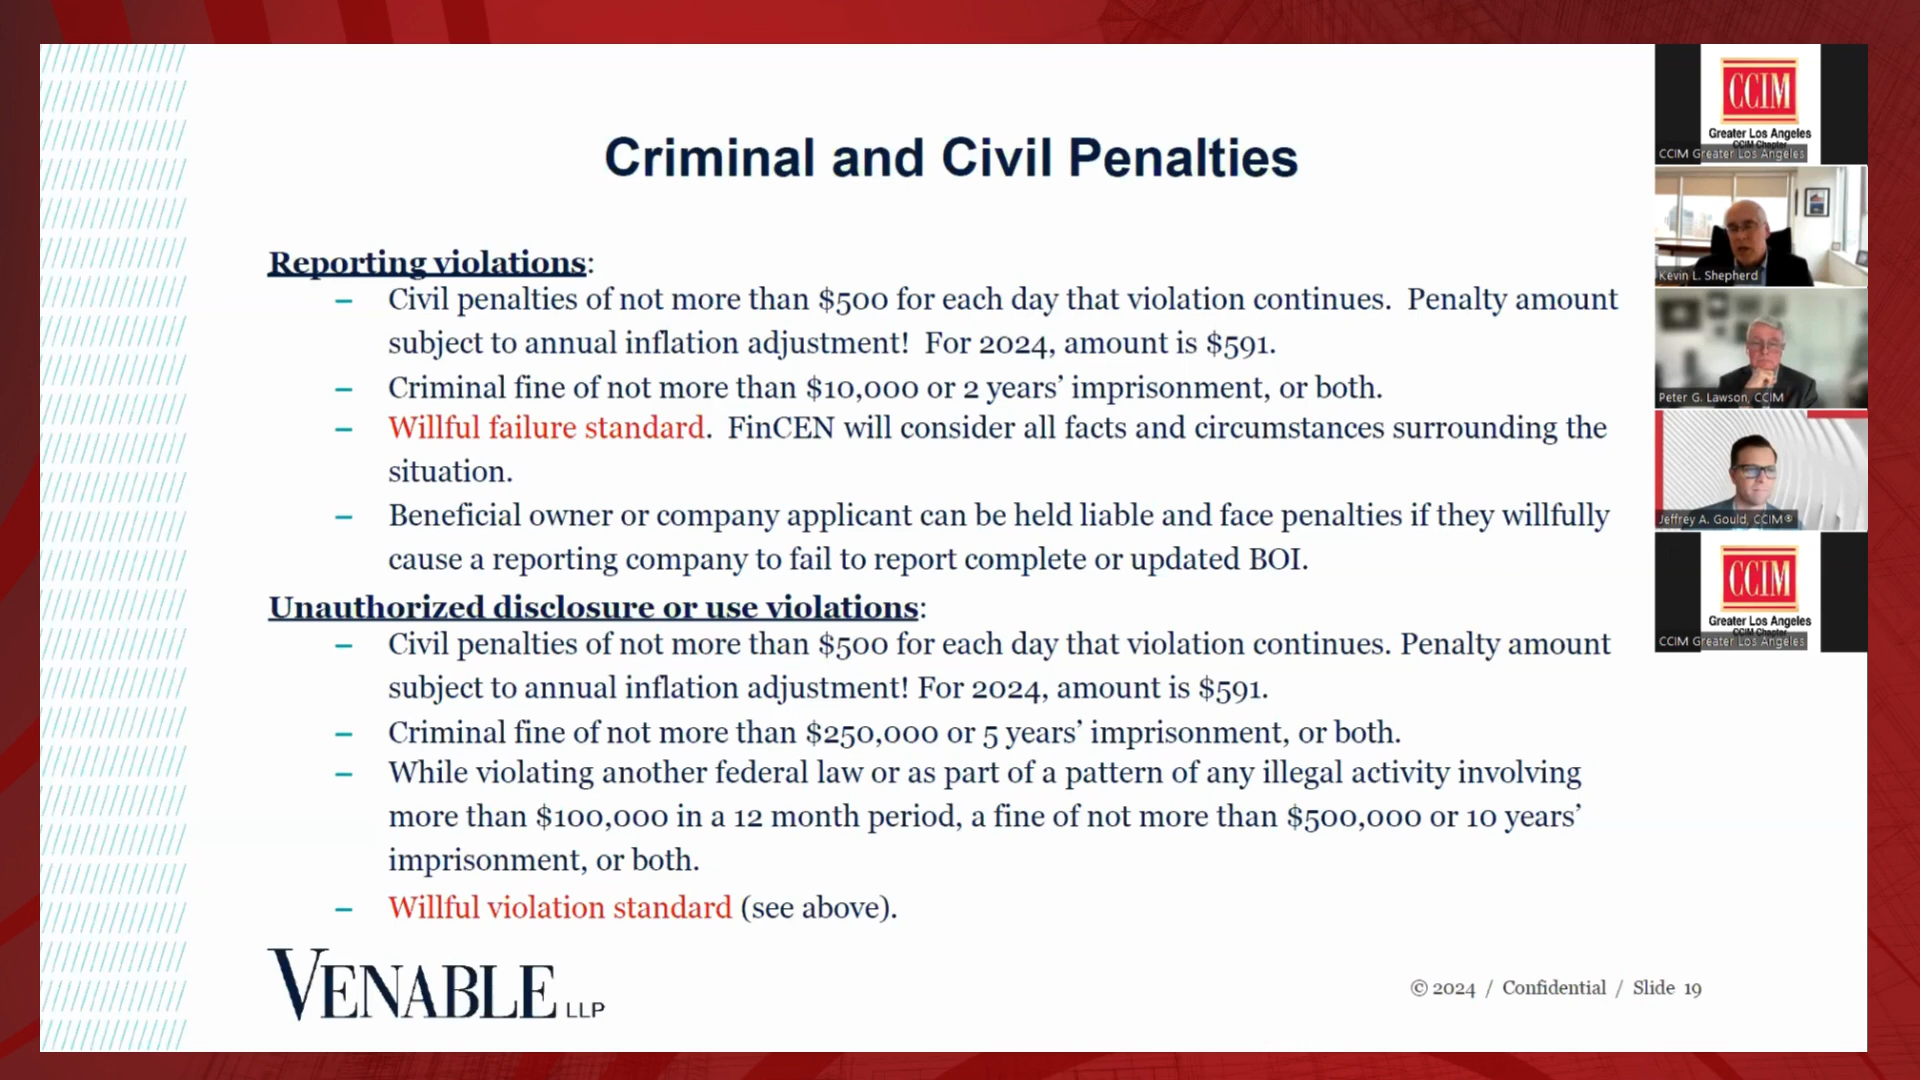 Criminal and Civil Penalties
Reporting violations:
– Civil penalties of not more than $500 for each day that violation continues.  Penalty amount
subject to annual inflation adjustment!  For 2024, amount is $591.
– Criminal fine of not more than $10,000 or 2 years’ imprisonment, or both.
– Willful failure standard.  FinCEN will consider all facts and circumstances surrounding the
situation.
– Beneficial owner or company applicant can be held liable and face penalties if they willfully
cause a reporting company to fail to report complete or updated BOI.
Unauthorized disclosure or use violations:
– Civil penalties of not more than $500 for each day that violation continues. Penalty amount
subject to annual inflation adjustment! For 2024, amount is $591.
– Criminal fine of not more than $250,000 or 5 years’ imprisonment, or both.
– While violating another federal law or as part of a pattern of any illegal activity involving
more than $100,000 in a 12 month period, a fine of not more than $500,000 or 10 years’
imprisonment, or both.
– Willful violation standard (see above).
VENABLE LLP
© 2024 / Confidential / Slide 19
CCIM
Greater Los Angeles
CCIM Chapter
CCIM Greater Los Angeles
Kevin L. Shepherd
Peter G. Lawson, CCIM
Jeffrey A. Gould, CCIM®
CCIM
Greater Los Angeles
CCIM Chapter
CCIM Greater Los Angeles